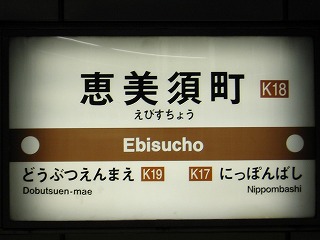 恵美須町 K18
えびすちょう
Ebisucho
どうぶつえんまえ K19 K17 にっぽんばし
Dobutsuen-mae Nippombashi